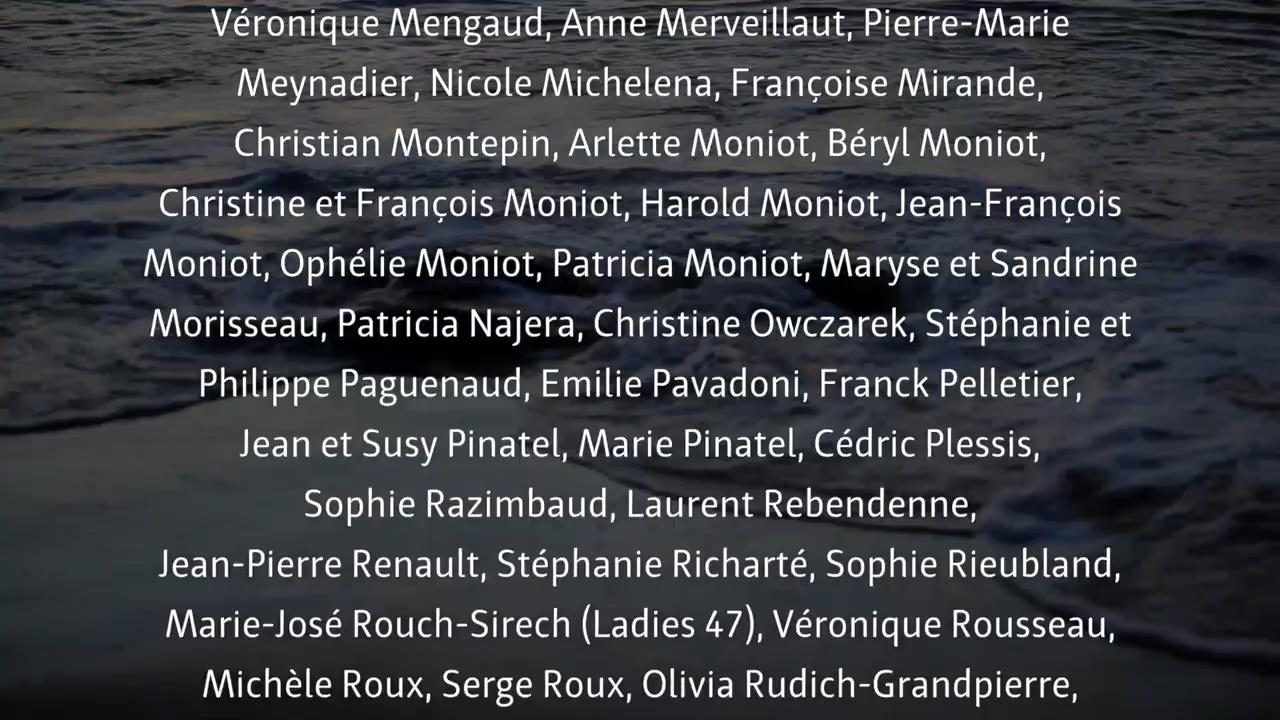 Véronique Mengaud, Anne Merveillaut, Pierre-Marie
Meynadier, Nicole Michelena, Françoise Mirande,
Christian Montepin, Arlette Moniot, Béryl Moniot,
Christine et François Moniot, Harold Moniot, Jean-François
Moniot, Ophélie Moniot, Patricia Moniot, Maryse et Sandrine
Morisseau, Patricia Najera, Christine Owczarek, Stéphanie et
Philippe Paguenaud, Emilie Pavadoni, Franck Pelletier,
Jean et Susy Pinatel, Marie Pinatel, Cédric Plessis,
Sophie Razimbaud, Laurent Rebendenne,
Jean-Pierre Renault, Stéphanie Richarté, Sophie Rieubland,
Marie-José Rouch-Sirech (Ladies 47), Véronique Rousseau,
Michèle Roux, Serge Roux, Olivia Rudich-Grandpierre,